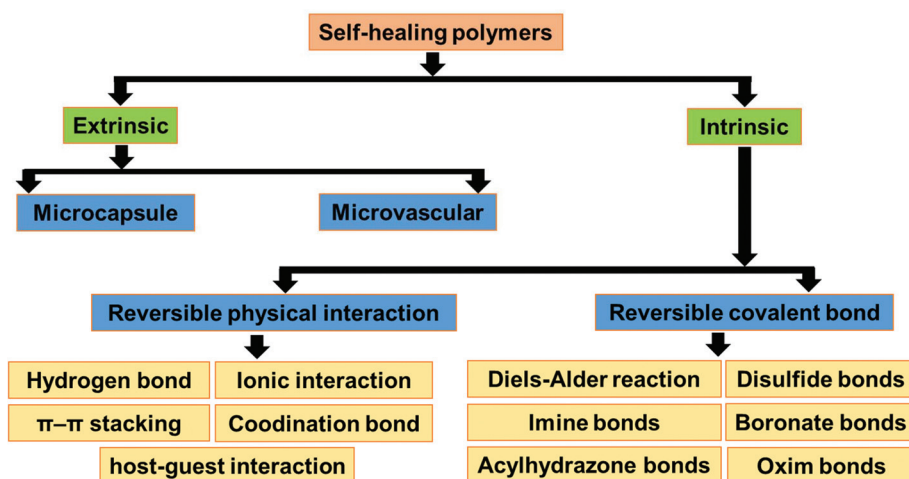 Self-healing polymers
Extrinsic
Intrinsic
Microcapsule
Microvascular
Reversible physical interaction
Reversible covalent bond
Hydrogen bond
Ionic interaction
π–π stacking
Coodination bond
host-guest interaction
Diels-Alder reaction
Disulfide bonds
Imine bonds
Boronate bonds
Acylhydrazone bonds
Oxim bonds